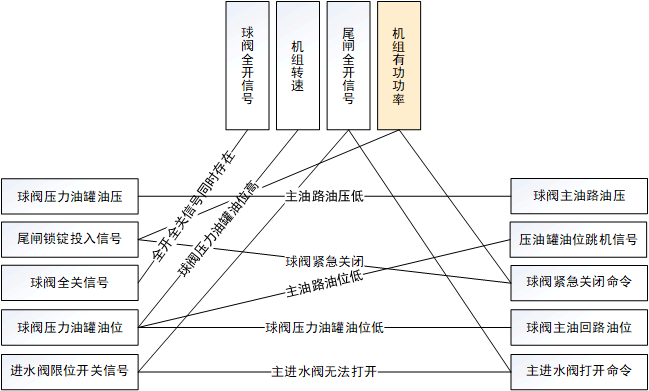 球阀全开信号
机组转速
尾闸全开信号
机组有功功率
全开全关信号同时存在
球阀压力油罐油位高
球阀压力油罐油压
主油路油压低
球阀主油路油压
尾闸锁锭投入信号
压油罐油位跳机信号
球阀紧急关闭
球阀全关信号
主油路油位低
球阀紧急关闭命令
球阀压力油罐油位
球阀压力油罐油位低
球阀主油回路油位
进水阀限位开关信号
主进水阀无法打开
主进水阀打开命令